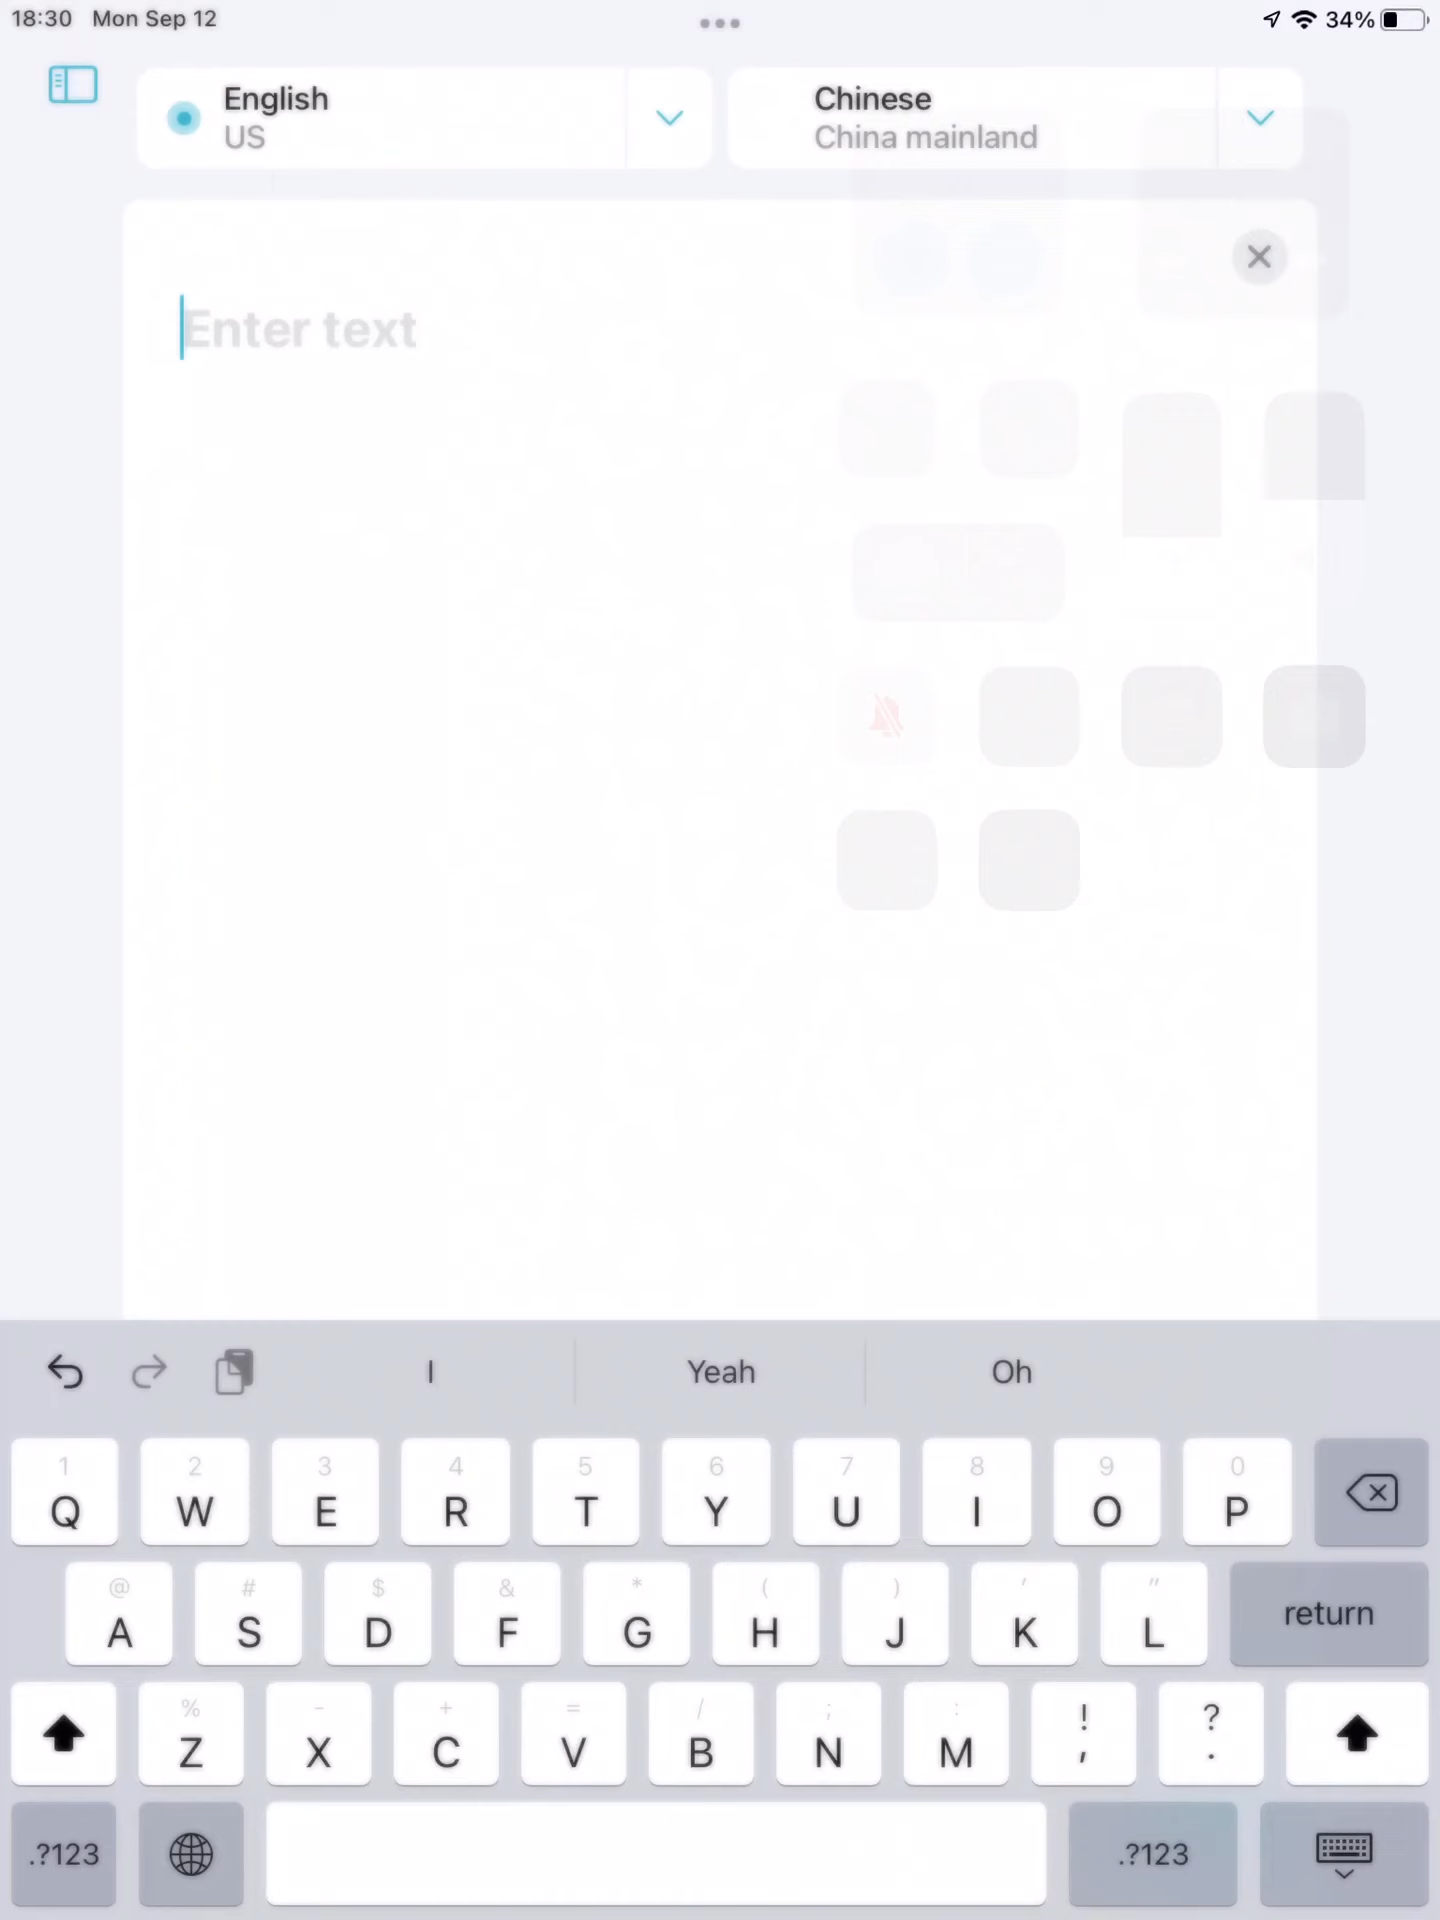 18:30 Mon Sep 12
34%
English
US
Chinese
China mainland
Enter text
I
Yeah
Oh
1 2 3 4 5 6 7 8 9 0
Q W E R T Y U I O P
@ # $ & * ( ) ' "
A S D F G H J K L
return
% - + = / ; : ! ?
Z X C V B N M , .
.?123
.?123